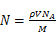 N = ρVN_A / M